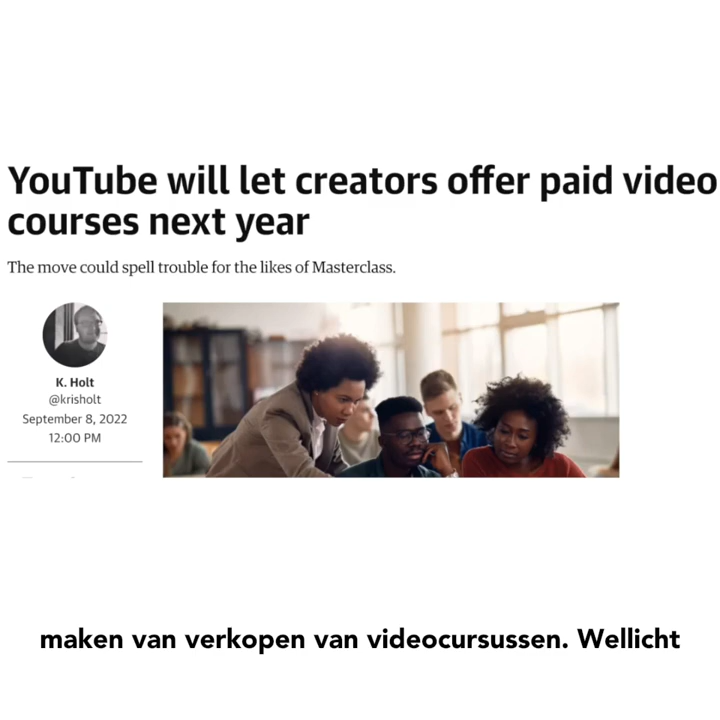 YouTube will let creators offer paid video
courses next year
The move could spell trouble for the likes of Masterclass.
K. Holt
@krisholt
September 8, 2022
12:00 PM
maken van verkopen van videocursussen. Wellicht